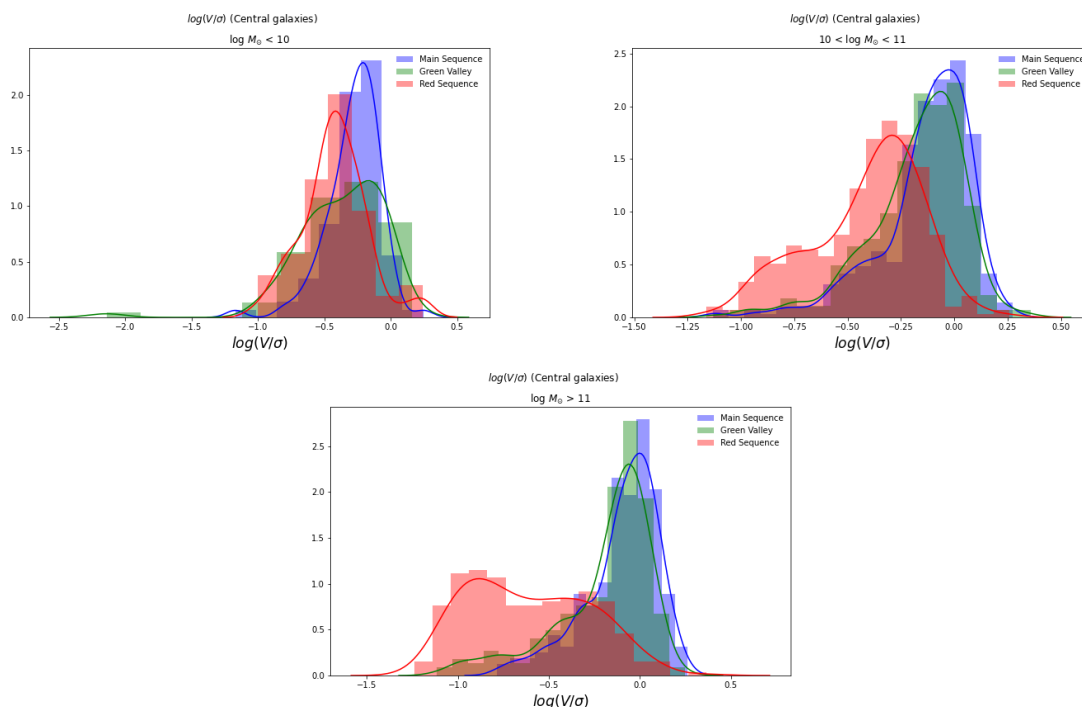 log(V/σ) (Central galaxies)
log M⊙ < 10
Main Sequence
Green Valley
Red Sequence
2.0
1.5
1.0
0.5
0.0
−2.5 −2.0 −1.5 −1.0 −0.5 0.0 0.5
log(V/σ)
log(V/σ) (Central galaxies)
10 < log M⊙ < 11
Main Sequence
Green Valley
Red Sequence
2.5
2.0
1.5
1.0
0.5
0.0
−1.50 −1.25 −1.00 −0.75 −0.50 −0.25 0.00 0.25 0.50
log(V/σ)
log(V/σ) (Central galaxies)
log M⊙ > 11
Main Sequence
Green Valley
Red Sequence
2.5
2.0
1.5
1.0
0.5
0.0
−1.5 −1.0 −0.5 0.0 0.5
log(V/σ)